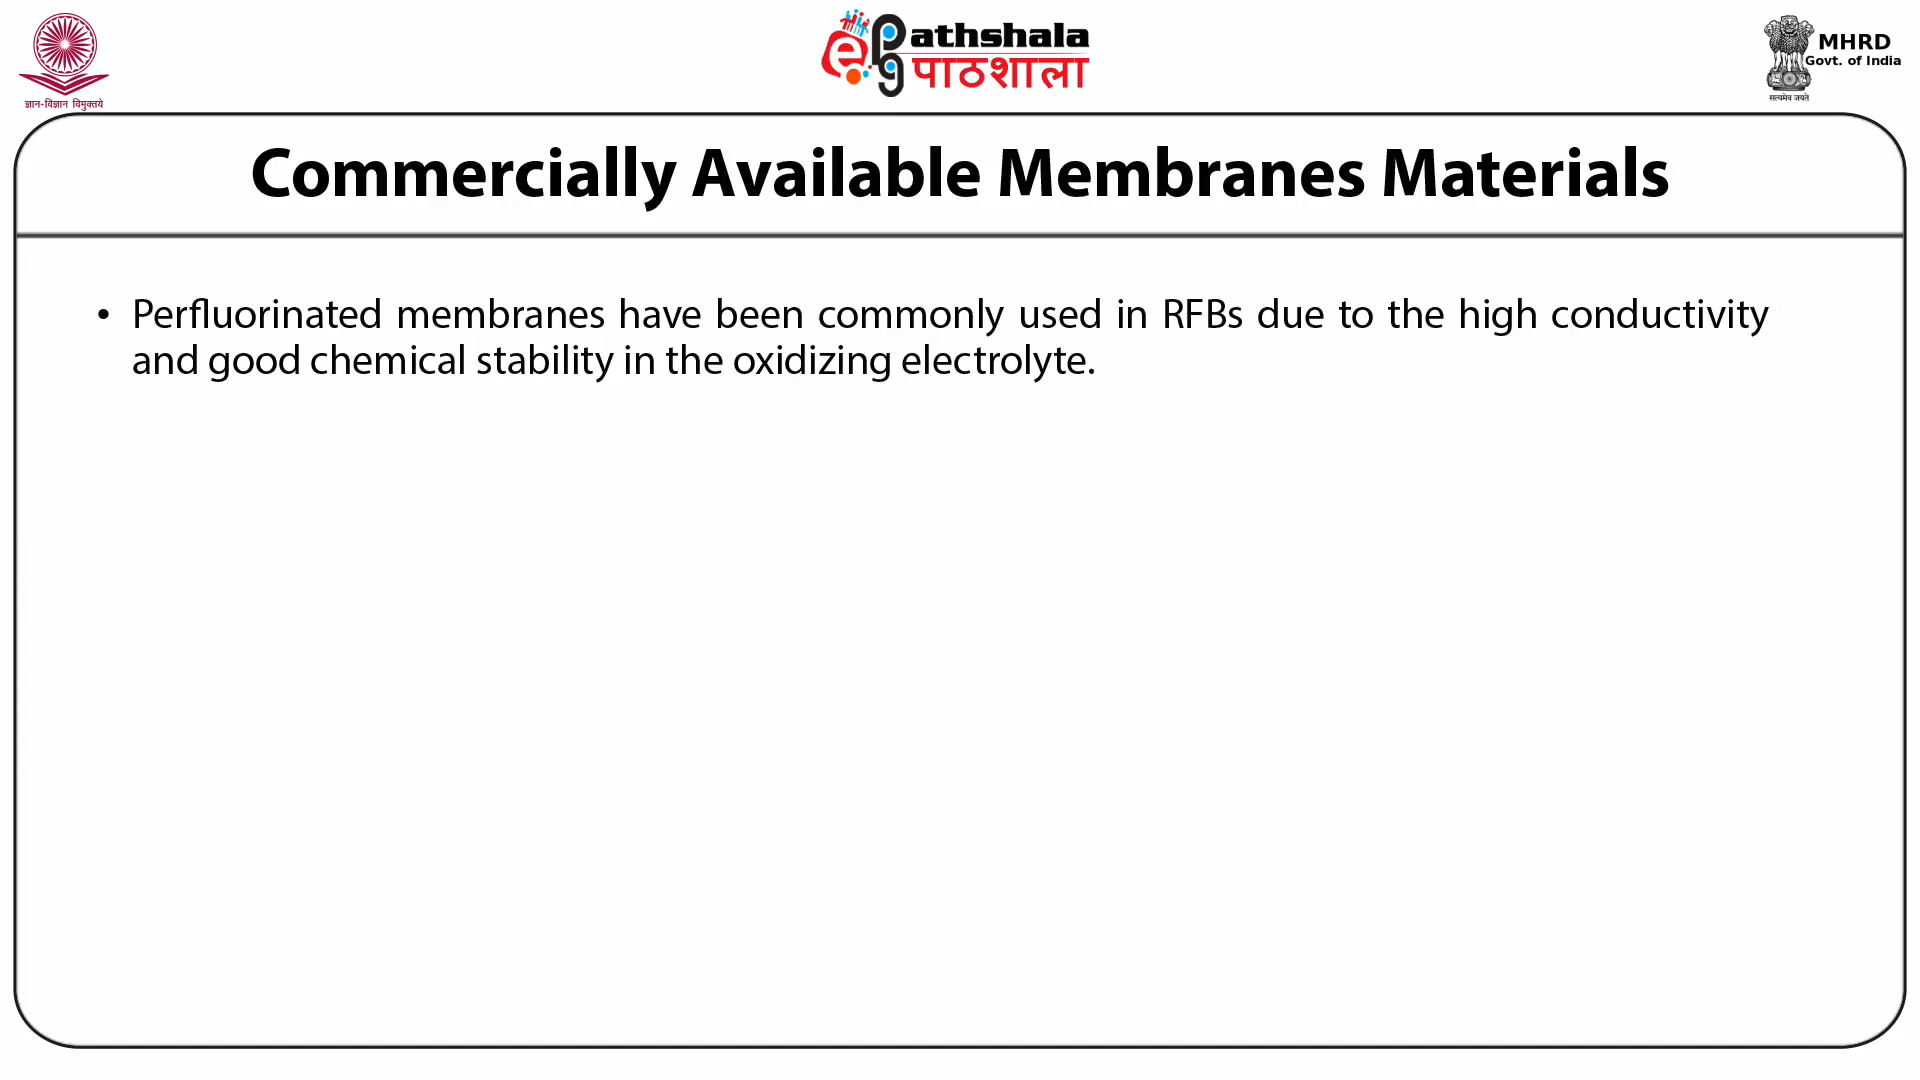 ज्ञान-विज्ञान विमुक्तये
ePg
athshala
पाठशाला
सत्यमेव जयते
MHRD
Govt. of India
Commercially Available Membranes Materials
• Perfluorinated membranes have been commonly used in RFBs due to the high conductivity
and good chemical stability in the oxidizing electrolyte.